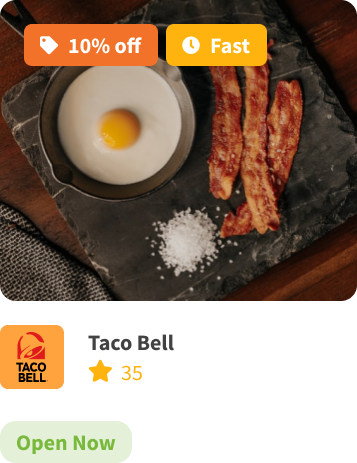 10% off
Fast
TACO
BELL
Taco Bell
35
Open Now